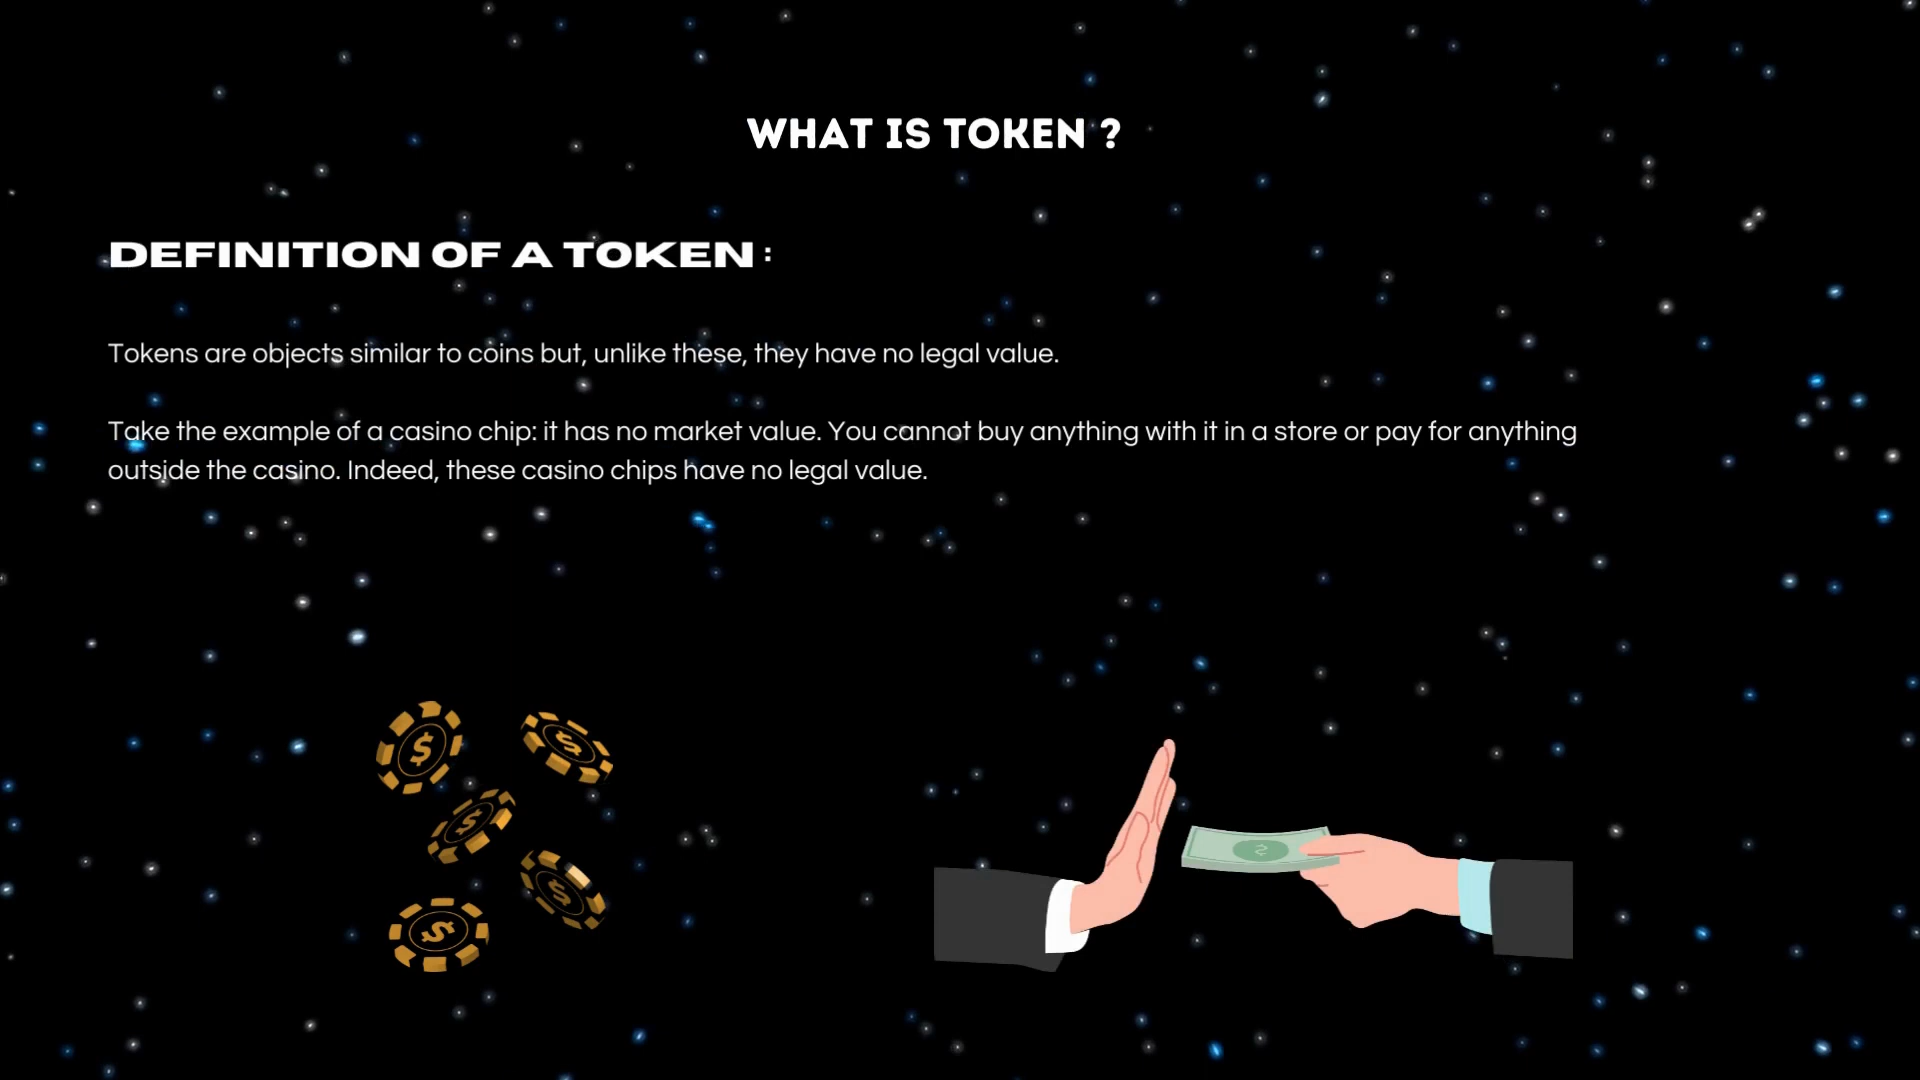 WHAT IS TOKEN ?
DEFINITION OF A TOKEN :
Tokens are objects similar to coins but, unlike these, they have no legal value.
Take the example of a casino chip: it has no market value. You cannot buy anything with it in a store or pay for anything
outside the casino. Indeed, these casino chips have no legal value.
$
$
$
$
$